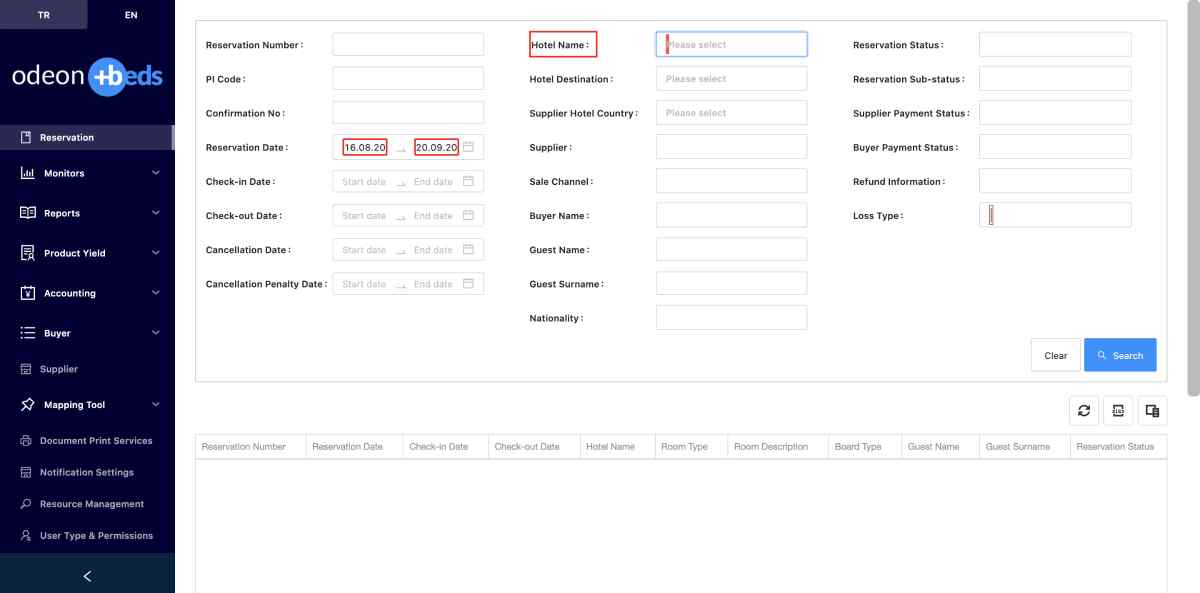 TR
EN
odeon +beds
Reservation
Monitors
Reports
Product Yield
Accounting
Buyer
Supplier
Mapping Tool
Document Print Services
Notification Settings
Resource Management
User Type & Permissions
Reservation Number :
PI Code :
Confirmation No :
Reservation Date : 16.08.20 → 20.09.20
Check-in Date : Start date → End date
Check-out Date : Start date → End date
Cancellation Date : Start date → End date
Cancellation Penalty Date : Start date → End date
Hotel Name : Please select
Hotel Destination : Please select
Supplier Hotel Country : Please select
Supplier :
Sale Channel :
Buyer Name :
Guest Name :
Guest Surname :
Nationality :
Reservation Status :
Reservation Sub-status :
Supplier Payment Status :
Buyer Payment Status :
Refund Information :
Loss Type :
Clear
Search
Reservation Number Reservation Date Check-in Date Check-out Date Hotel Name Room Type Room Description Board Type Guest Name Guest Surname Reservation Status